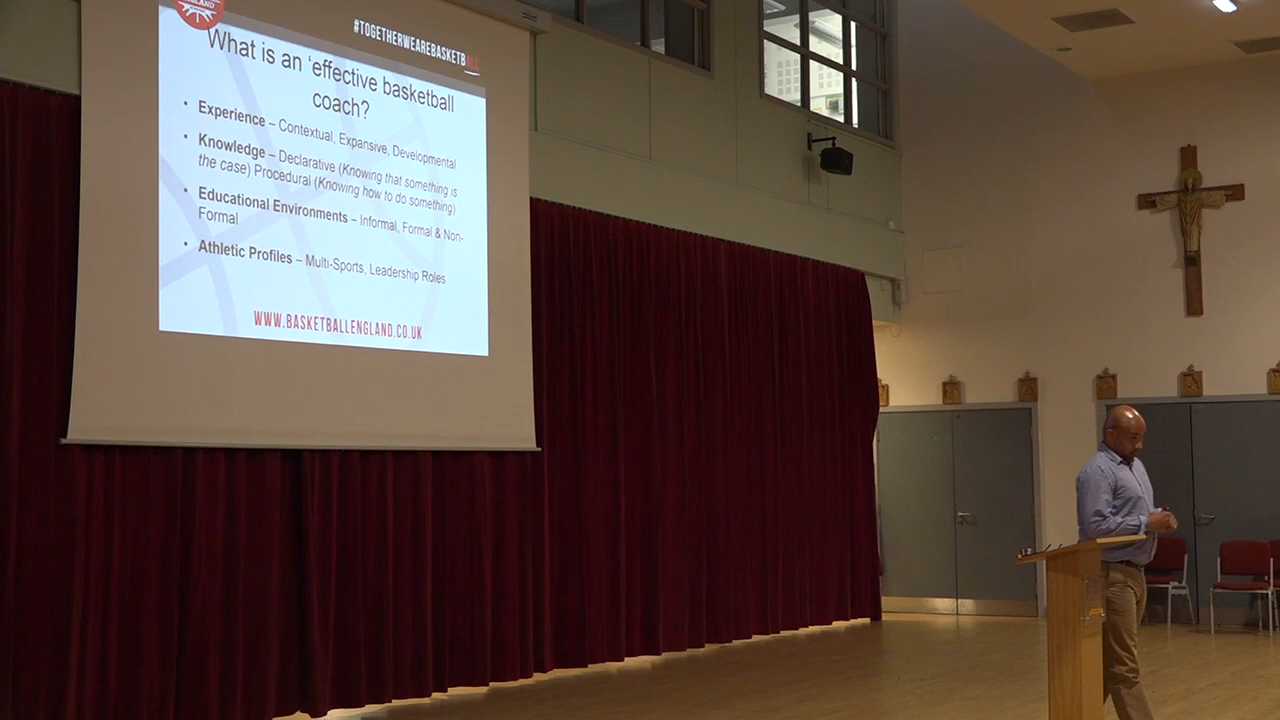 ENGLAND
#TOGETHERWEAREBASKETBALL
What is an 'effective basketball
coach?
• Experience – Contextual, Expansive, Developmental
• Knowledge – Declarative (Knowing that something is
the case) Procedural (Knowing how to do something)
• Educational Environments – Informal, Formal & Non-
Formal
• Athletic Profiles – Multi-Sports, Leadership Roles
WWW.BASKETBALLENGLAND.CO.UK